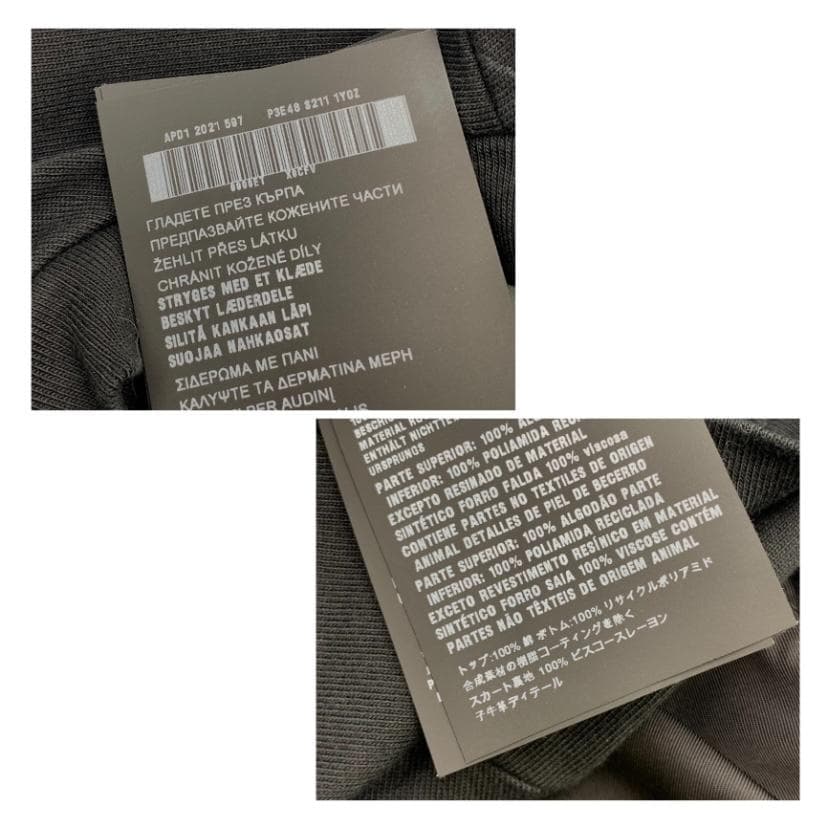 AP01 2021 597 P3E48 S211 1Y0Z
ГЛАДЕТЕ ПРЕЗ КЪРПА
ПРЕДПАЗВАЙТЕ КОЖЕНИТЕ ЧАСТИ
ŽEHLIT PŘES LÁTKU
CHRÁNIT KOŽENÉ DÍLY
STRYGES MED ET KLÆDE
BESKYT LÆDERDELE
SILITÄ KANKAAN LÄPI
SUOJAA NAHKAOSAT
ΣΙΔΕΡΩΜΑ ΜΕ ΠΑΝΙ
ΚΑΛΥΨΤΕ ΤΑ ΔΕΡΜΑΤΙΝΑ ΜΕΡΗ
PER AUDINĮ
MATERIAL
ENTHÄLT
URSPRUNGS
PARTE SUPERIOR: 100%
INFERIOR: 100% POLIAMIDA
EXCEPTO RESINADO DE MATERIAL
SINTÉTICO FORRO FALDA 100% viscosa
CONTIENE PARTES NO TEXTILES DE ORIGEN
ANIMAL DETALLES DE PIEL DE BECERRO
PARTE SUPERIOR: 100% ALGODÃO PARTE
INFERIOR: 100% POLIAMIDA RECICLADA
EXCETO REVESTIMENTO RESÍNICO EM MATERIAL
SINTÉTICO FORRO SAIA 100% VISCOSE CONTÉM
PARTES NÃO TÊXTEIS DE ORIGEM ANIMAL
トップ:100% 綿 ボトム:100% リサイクルポリアミド
合成素材の樹脂コーティングを除く
スカート裏地 100% ビスコースレーヨン
子牛革ディテール